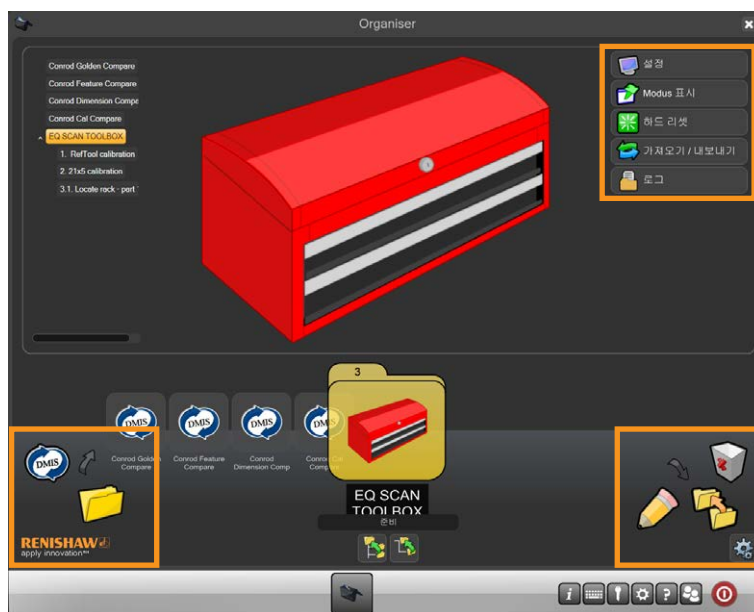 Organiser
Conrod Golden Compare
Conrod Feature Compare
Conrod Dimension Compa
Conrod Cal Compare
EQ SCAN TOOLBOX
1. RefTool calibration
2. 21x5 calibration
3.1. Locate rack - part
설정
Modus 표시
하드 리셋
가져오기 / 내보내기
로그
3
DMIS
DMIS
DMIS
DMIS
DMIS
Conrod Golden
Compare
Conrod Feature
Compare
Conrod
Dimension Comp
Conrod Cal
Compare
EQ SCAN
TOOLBOX
준비
RENISHAW
apply innovation™